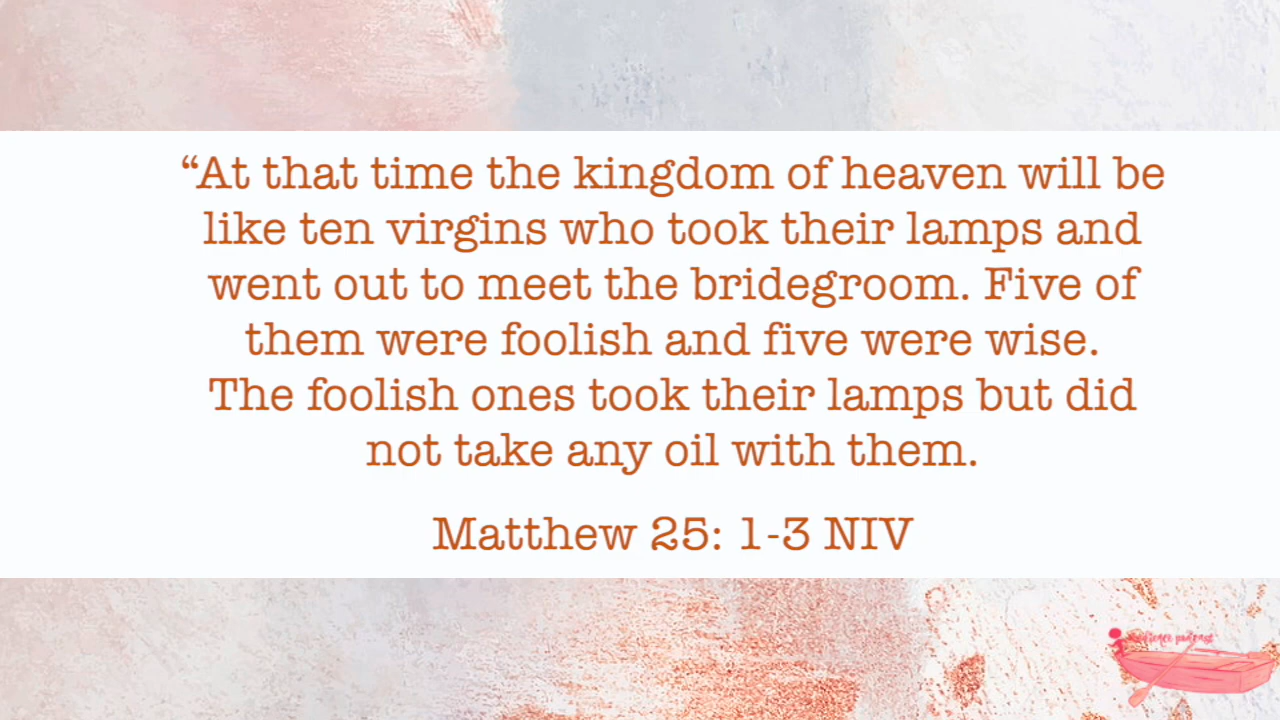 “At that time the kingdom of heaven will be
like ten virgins who took their lamps and
went out to meet the bridegroom. Five of
them were foolish and five were wise.
The foolish ones took their lamps but did
not take any oil with them.
Matthew 25: 1-3 NIV
podcast